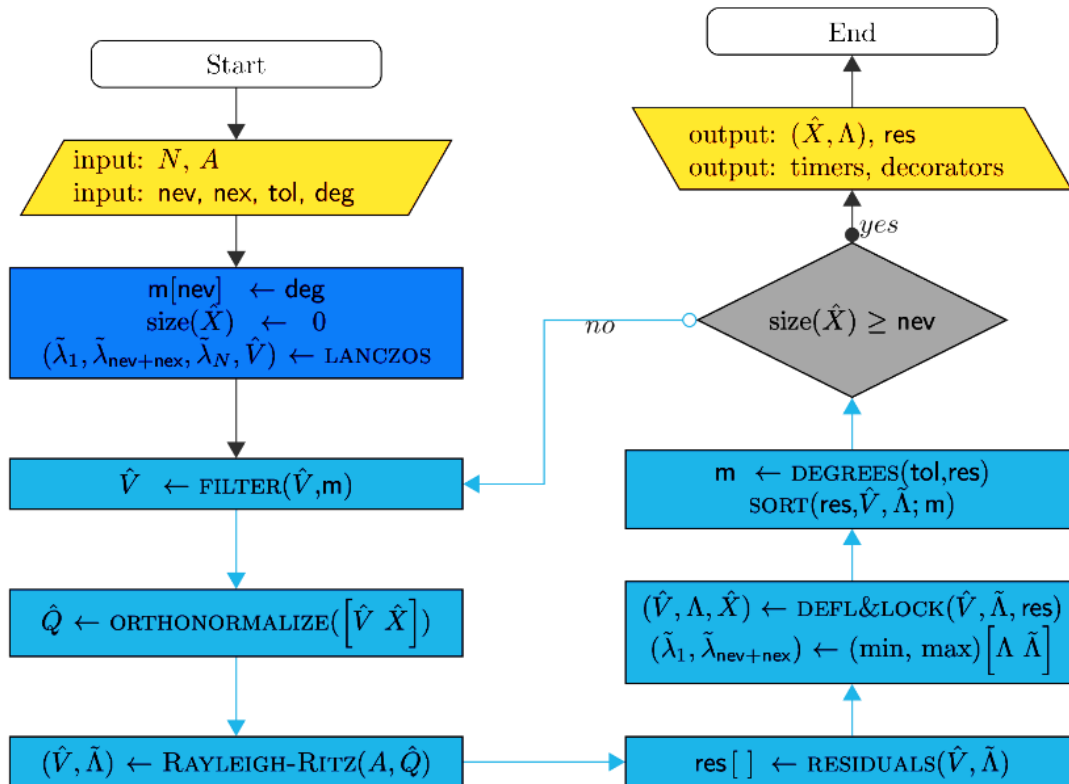 Start
input: N, A
input: nev, nex, tol, deg
m[nev] ← deg
size(X̂) ← 0
(λ̃₁, λ̃ₙₑᵥ₊ₙₑₓ, λ̃_N, V̂) ← LANCZOS
V̂ ← FILTER(V̂,m)
Q̂ ← ORTHONORMALIZE([V̂ X̂])
(V̂, Λ̃) ← RAYLEIGH-RITZ(A, Q̂)
res[ ] ← RESIDUALS(V̂, Λ̃)
(V̂, Λ, X̂) ← DEFL&LOCK(V̂, Λ̃, res)
(λ̃₁, λ̃ₙₑᵥ₊ₙₑₓ) ← (min, max)[Λ Λ̃]
m ← DEGREES(tol,res)
SORT(res,V̂, Λ̃; m)
size(X̂) ≥ nev
no
yes
output: (X̂, Λ), res
output: timers, decorators
End